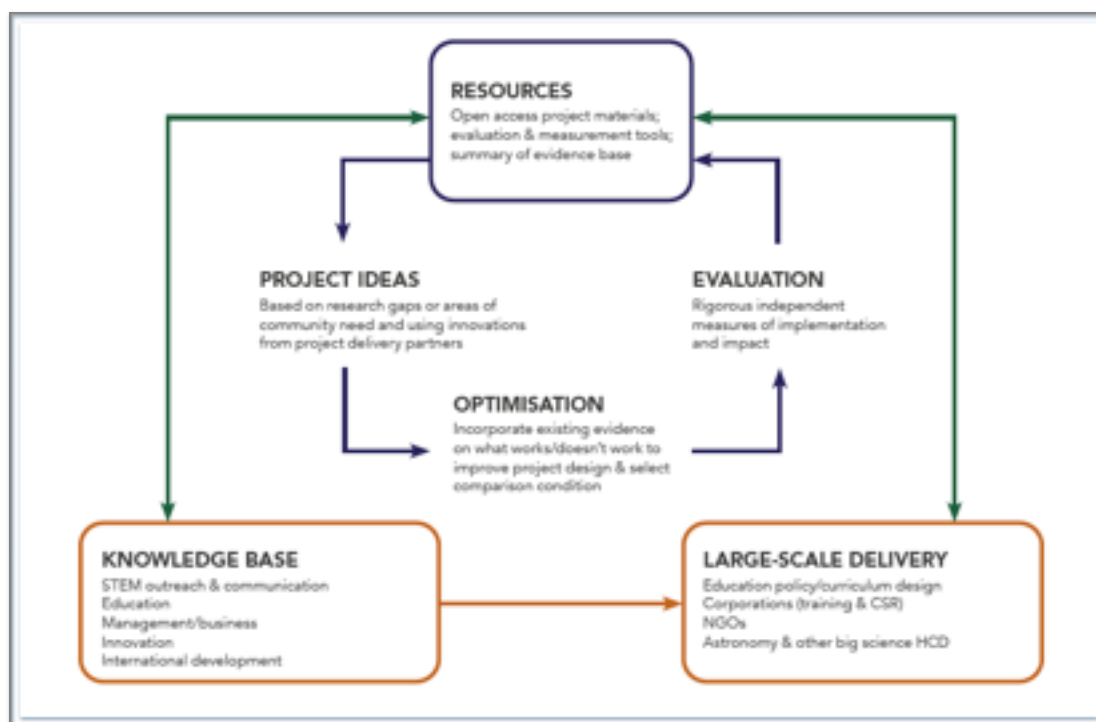 RESOURCES
Open access project materials;
evaluation & measurement tools;
summary of evidence base
PROJECT IDEAS
Based on research gaps or areas of
community need and using innovations
from project delivery partners
EVALUATION
Rigorous independent
measures of implementation
and impact
OPTIMISATION
Incorporate existing evidence
on what works/doesn't work to
improve project design & select
comparison condition
KNOWLEDGE BASE
STEM outreach & communication
Education
Management/business
Innovation
International development
LARGE-SCALE DELIVERY
Education policy/curriculum design
Corporations (training & CSR)
NGOs
Astronomy & other big science HCD